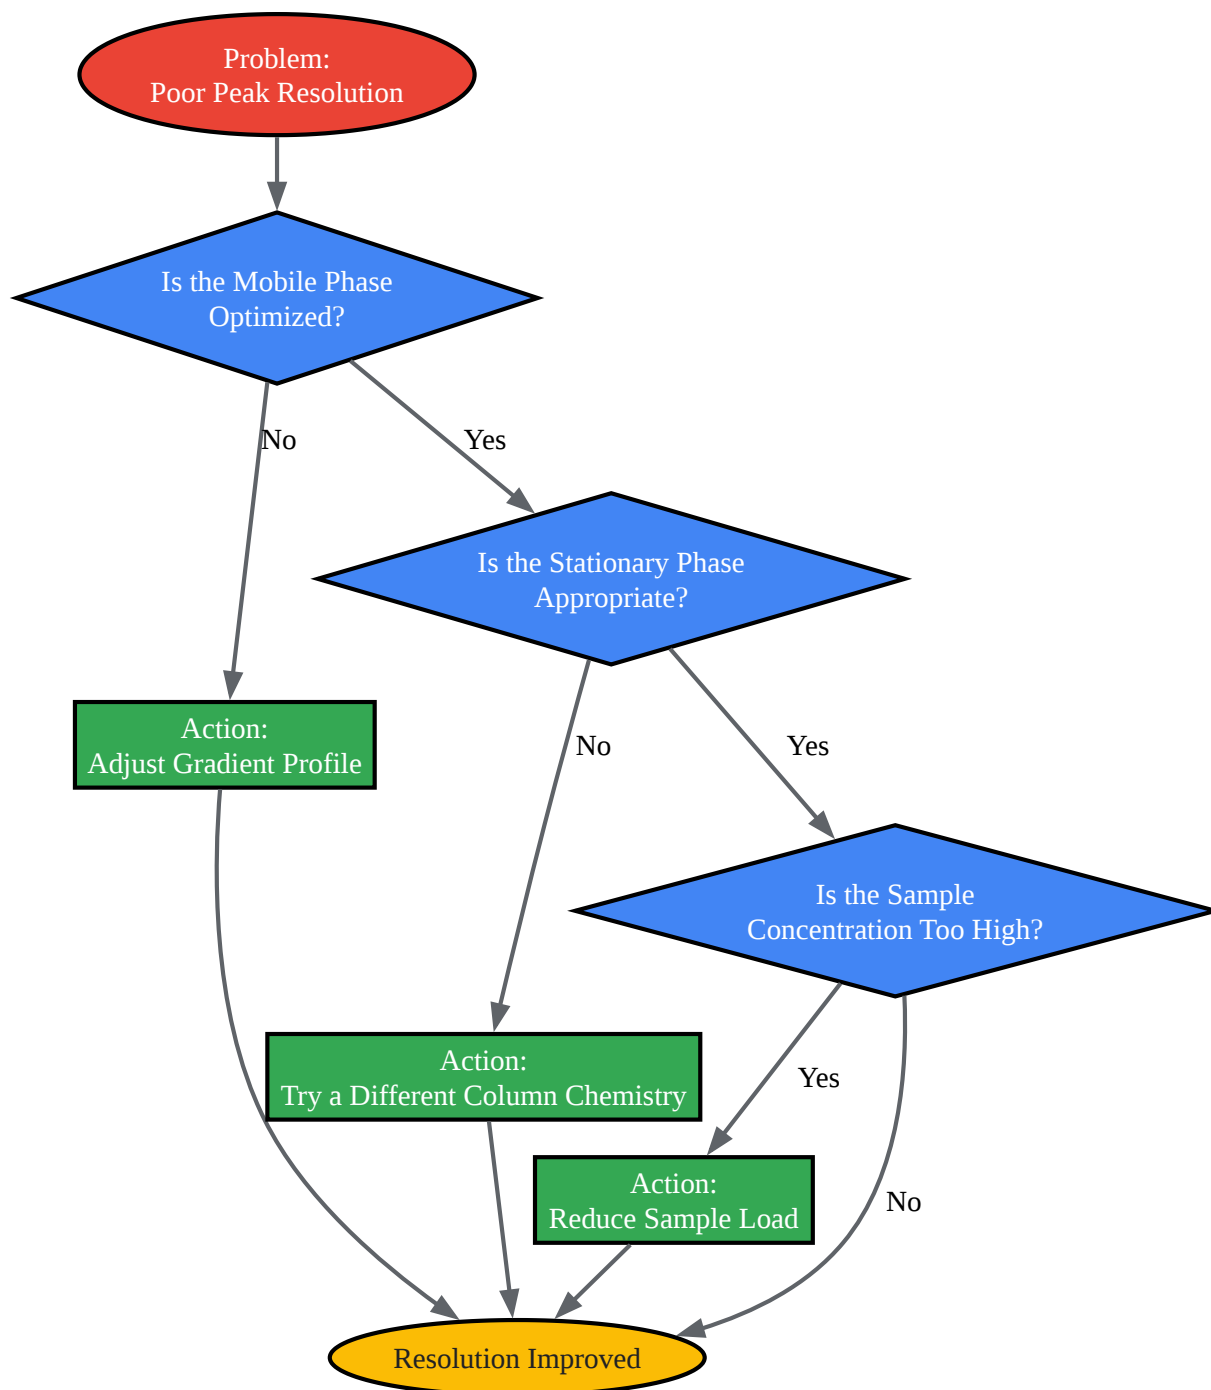 Problem:
Poor Peak Resolution
Is the Mobile Phase
Optimized?
No
Yes
Is the Stationary Phase
Appropriate?
Action:
Adjust Gradient Profile
No
Yes
Is the Sample
Concentration Too High?
Action:
Try a Different Column Chemistry
Yes
Action:
Reduce Sample Load
No
Resolution Improved